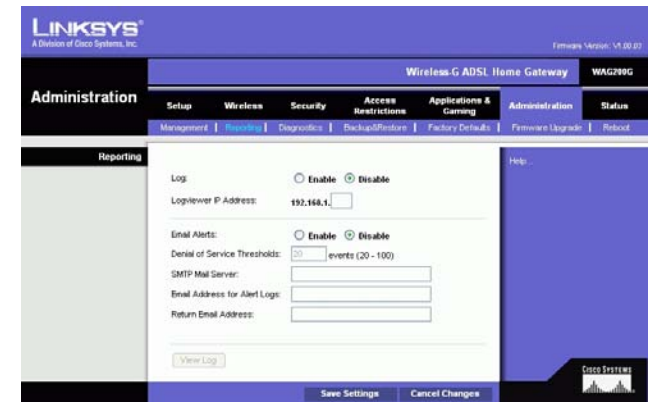 LINKSYS®
A Division of Cisco Systems, Inc.
Firmware Version: V1.00.03
Wireless-G ADSL Home Gateway WAG200G
Administration
Setup Wireless Security Access Restrictions Applications & Gaming Administration Status
Management | Reporting | Diagnostics | Backup&Restore | Factory Defaults | Firmware Upgrade | Reboot
Reporting
Help...
Log: Enable Disable
Logviewer IP Address: 192.168.1.
Email Alerts: Enable Disable
Denial of Service Thresholds: 20 events (20 - 100)
SMTP Mail Server:
Email Address for Alert Logs:
Return Email Address:
View Log
CISCO SYSTEMS
Save Settings Cancel Changes